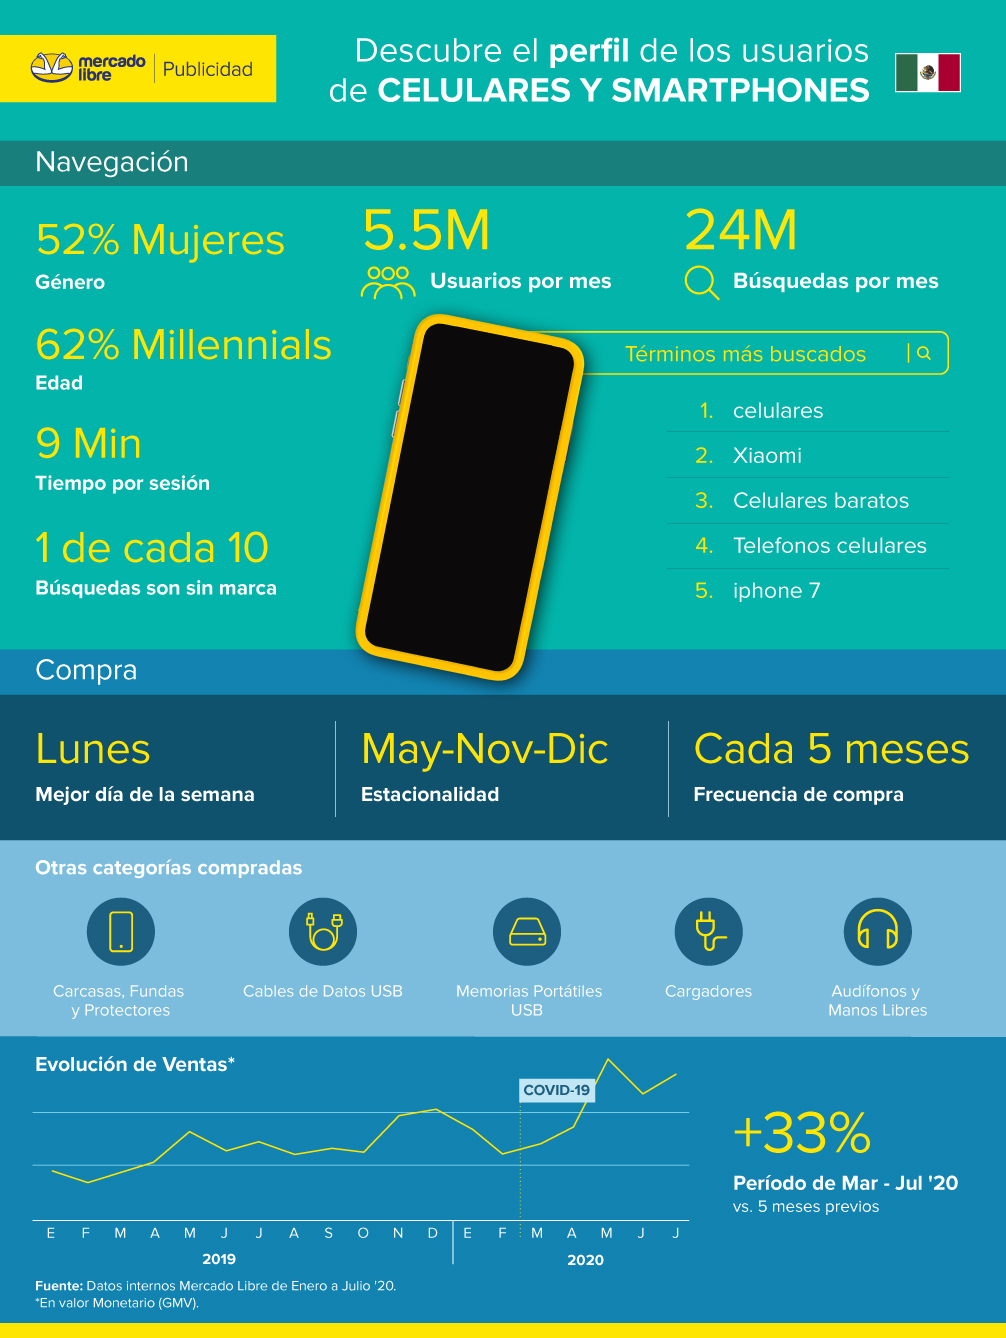 mercado
libre
Publicidad
Descubre el perfil de los usuarios
de CELULARES Y SMARTPHONES
Navegación
52% Mujeres
Género
5.5M
Usuarios por mes
24M
Búsquedas por mes
62% Millennials
Edad
9 Min
Tiempo por sesión
1 de cada 10
Búsquedas son sin marca
Términos más buscados
1. celulares
2. Xiaomi
3. Celulares baratos
4. Telefonos celulares
5. iphone 7
Compra
Lunes
Mejor día de la semana
May-Nov-Dic
Estacionalidad
Cada 5 meses
Frecuencia de compra
Otras categorías compradas
Carcasas, Fundas
y Protectores
Cables de Datos USB
Memorias Portátiles
USB
Cargadores
Audífonos y
Manos Libres
Evolución de Ventas*
COVID-19
E F M A M J J A S O N D E F M A M J J
2019 2020
+33%
Período de Mar - Jul '20
vs. 5 meses previos
Fuente: Datos internos Mercado Libre de Enero a Julio '20.
*En valor Monetario (GMV).